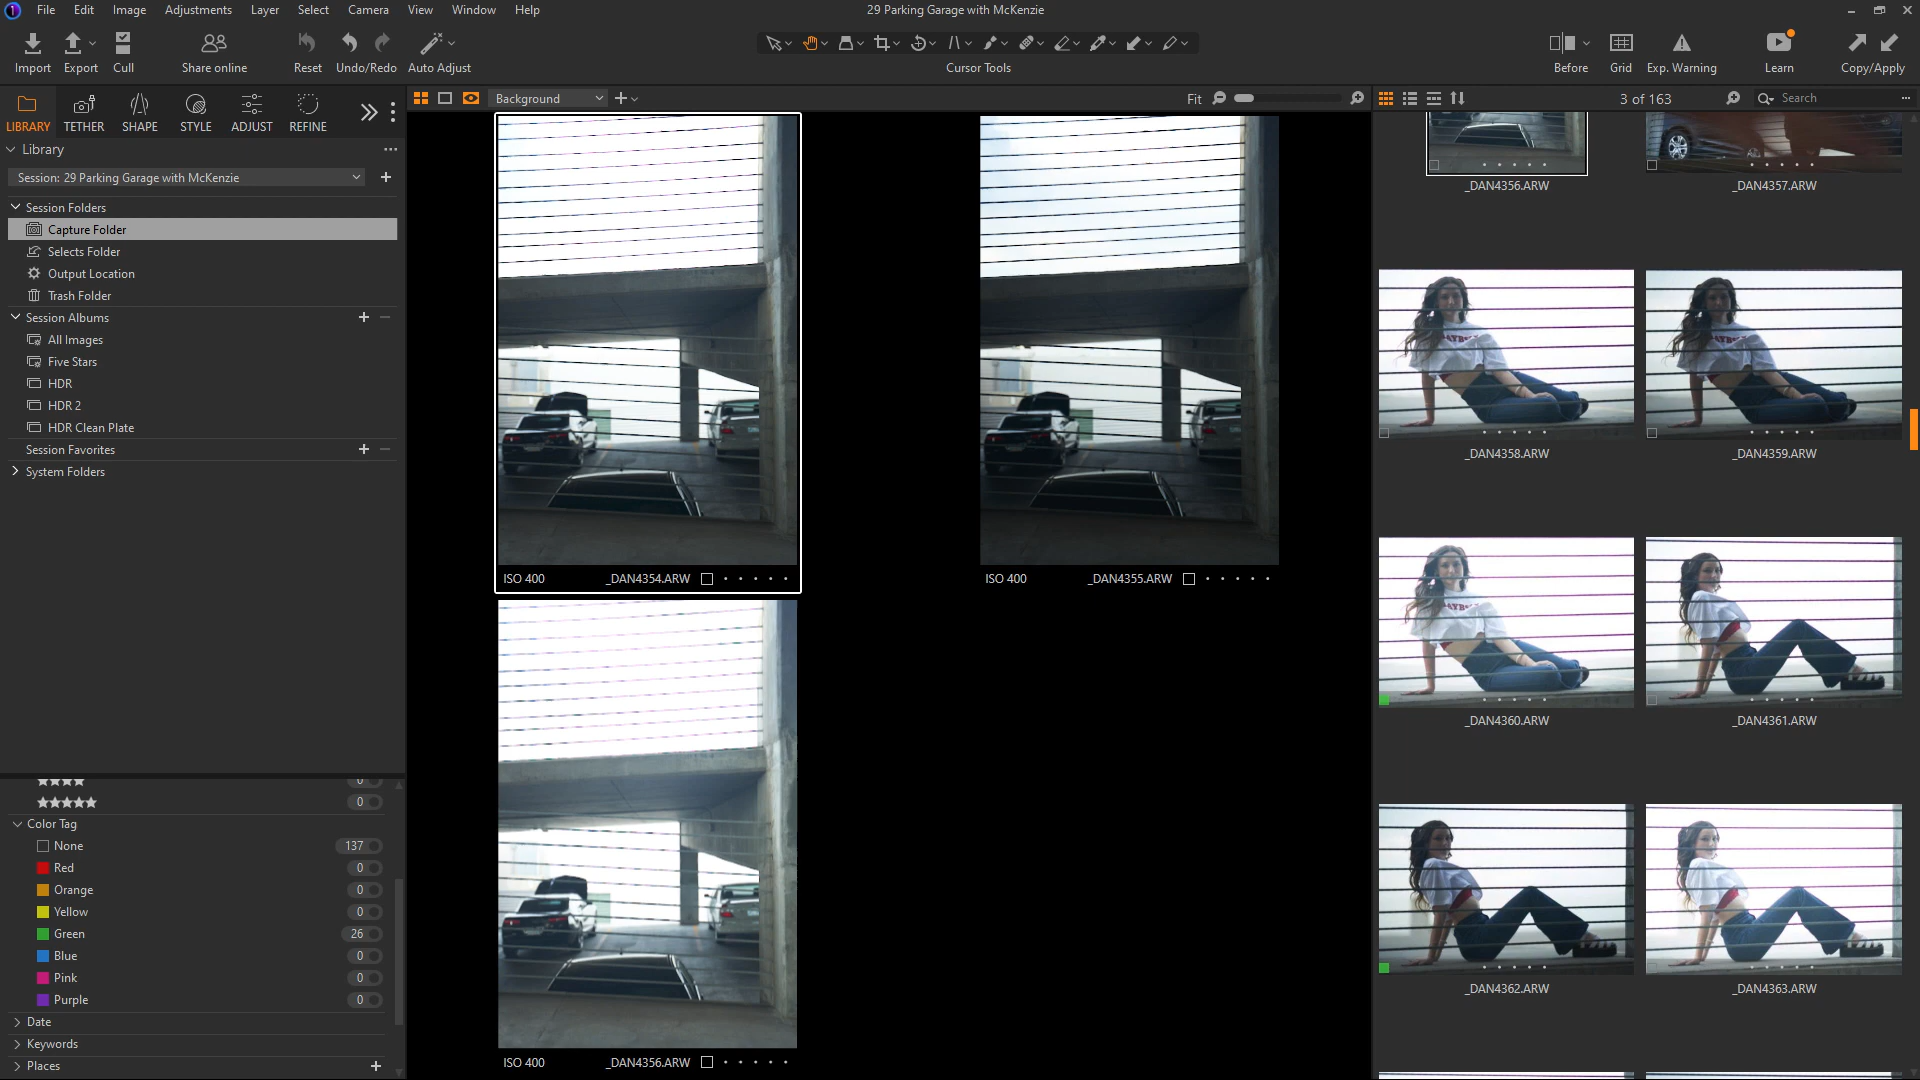 File Edit Image Adjustments Layer Select Camera View Window Help
29 Parking Garage with McKenzie
Import Export Cull Share online Reset Undo/Redo Auto Adjust
Cursor Tools
Before Grid Exp. Warning Learn Copy/Apply
LIBRARY TETHER SHAPE STYLE ADJUST REFINE
Library
Session: 29 Parking Garage with McKenzie
Session Folders
Capture Folder
Selects Folder
Output Location
Trash Folder
Session Albums
All Images
Five Stars
HDR
HDR 2
HDR Clean Plate
Session Favorites
System Folders
0
0
Color Tag
None 137
Red 0
Orange 0
Yellow 0
Green 26
Blue 0
Pink 0
Purple 0
Date
Keywords
Places
Background
Fit
ISO 400 _DAN4354.ARW
ISO 400 _DAN4355.ARW
ISO 400 _DAN4356.ARW
3 of 163
Search
_DAN4356.ARW
_DAN4357.ARW
_DAN4358.ARW
_DAN4359.ARW
_DAN4360.ARW
_DAN4361.ARW
_DAN4362.ARW
_DAN4363.ARW